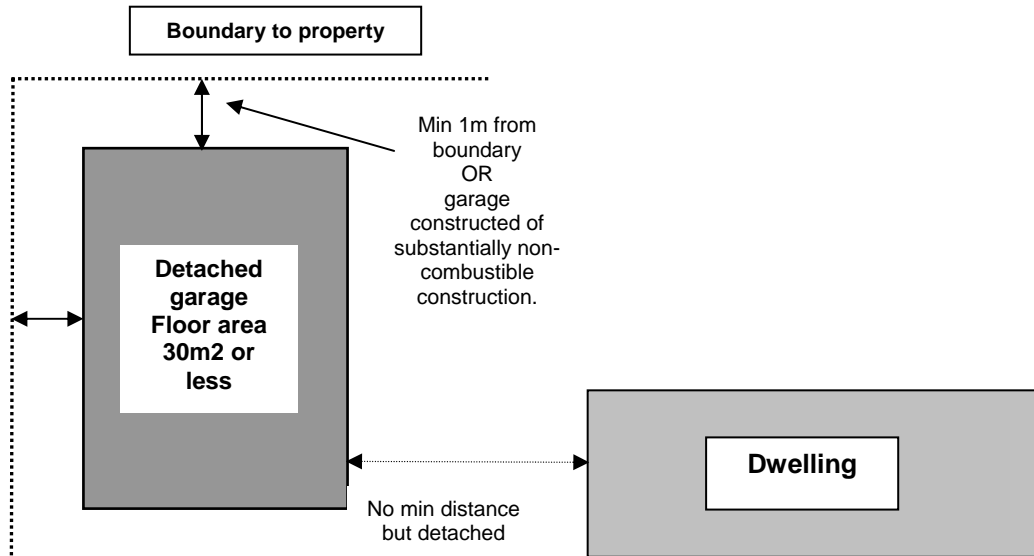 Boundary to property
Min 1m from
boundary
OR
garage
constructed of
substantially non-
combustible
construction.
Detached
garage
Floor area
30m2 or
less
Dwelling
No min distance
but detached